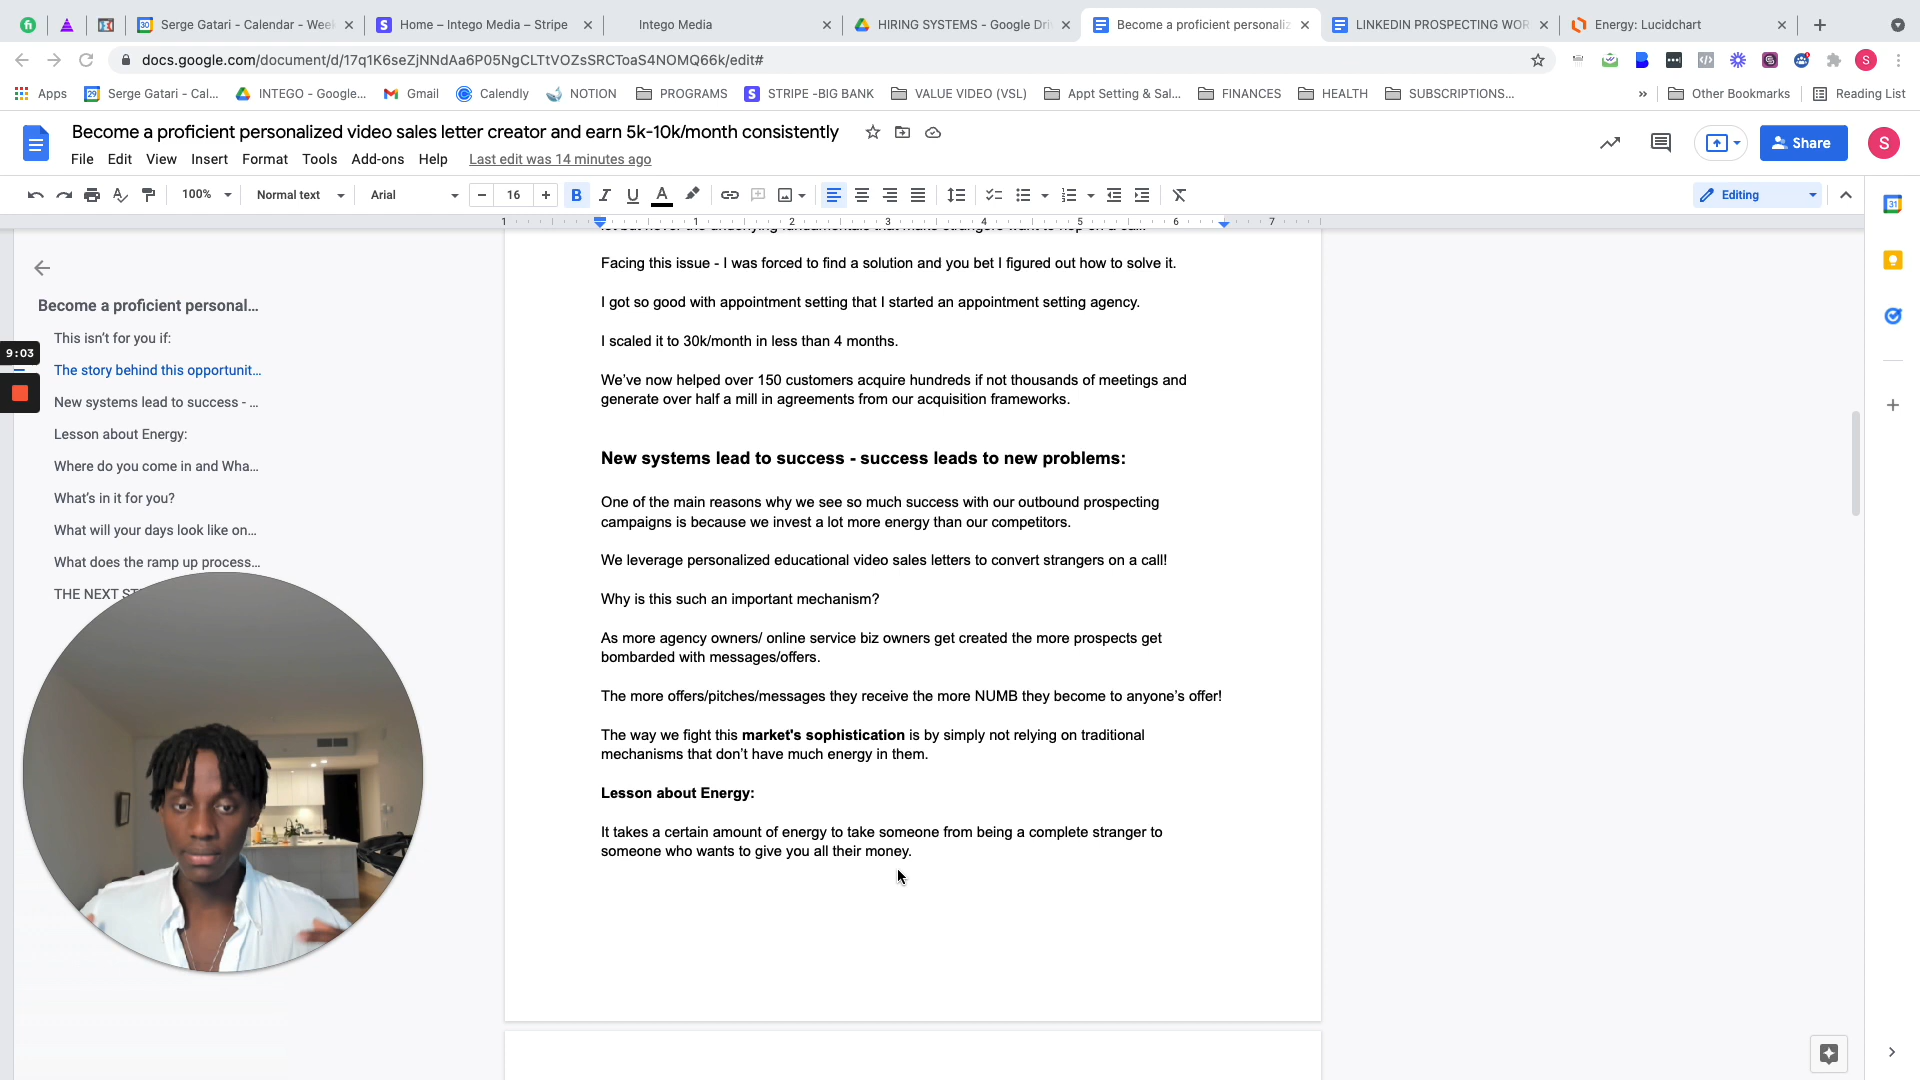 Serge Gatari - Calendar - Week
Home – Intego Media – Stripe
Intego Media
HIRING SYSTEMS - Google Dri
Become a proficient personaliz
LINKEDIN PROSPECTING WOR
Energy: Lucidchart
docs.google.com/document/d/17q1K6seZjNNdAa6P05NgCLTtVOZsSRCToaS4NOMQ66k/edit#
S
Apps
Serge Gatari - Cal...
INTEGO - Google...
Gmail
Calendly
NOTION
PROGRAMS
STRIPE -BIG BANK
VALUE VIDEO (VSL)
Appt Setting & Sal...
FINANCES
HEALTH
SUBSCRIPTIONS...
»
Other Bookmarks
Reading List
Become a proficient personalized video sales letter creator and earn 5k-10k/month consistently
File Edit View Insert Format Tools Add-ons Help Last edit was 14 minutes ago
Share
S
100% Normal text Arial 16 B I U A
Editing
1 1 2 3 4 5 6 7
Become a proficient personal...
This isn't for you if:
9:03
The story behind this opportunit...
New systems lead to success - ...
Lesson about Energy:
Where do you come in and Wha...
What's in it for you?
What will your days look like on...
What does the ramp up process...
THE NEXT
Facing this issue - I was forced to find a solution and you bet I figured out how to solve it.
I got so good with appointment setting that I started an appointment setting agency.
I scaled it to 30k/month in less than 4 months.
We've now helped over 150 customers acquire hundreds if not thousands of meetings and
generate over half a mill in agreements from our acquisition frameworks.
New systems lead to success - success leads to new problems:
One of the main reasons why we see so much success with our outbound prospecting
campaigns is because we invest a lot more energy than our competitors.
We leverage personalized educational video sales letters to convert strangers on a call!
Why is this such an important mechanism?
As more agency owners/ online service biz owners get created the more prospects get
bombarded with messages/offers.
The more offers/pitches/messages they receive the more NUMB they become to anyone's offer!
The way we fight this market's sophistication is by simply not relying on traditional
mechanisms that don't have much energy in them.
Lesson about Energy:
It takes a certain amount of energy to take someone from being a complete stranger to
someone who wants to give you all their money.